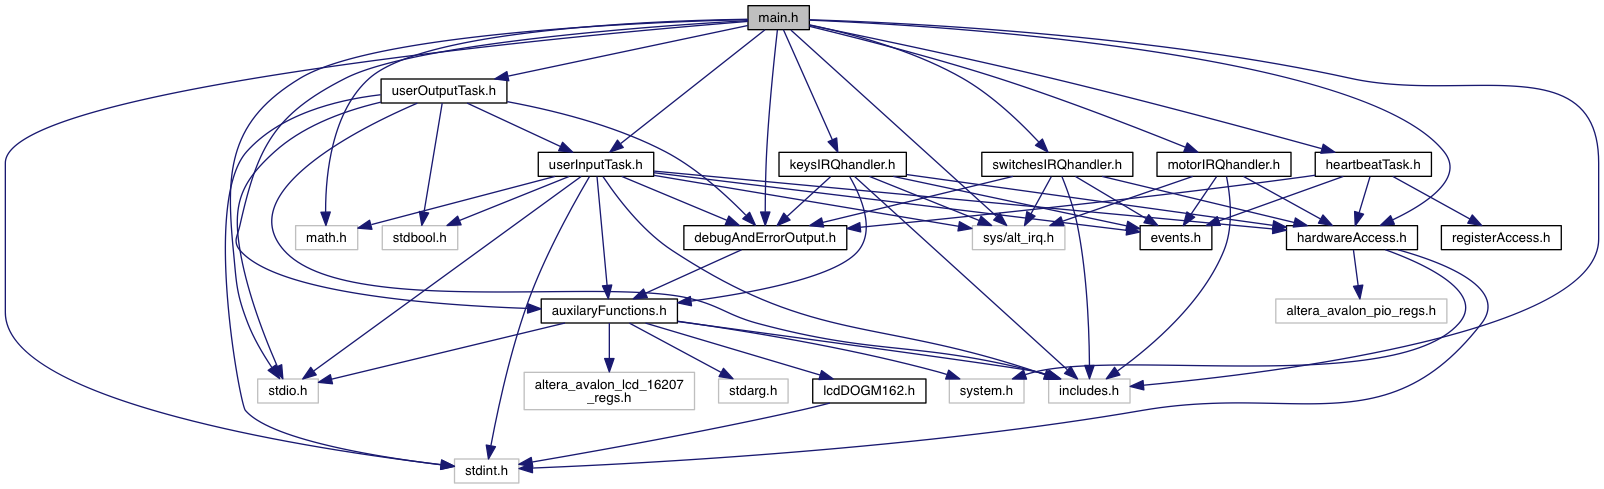 main.h
userOutputTask.h
userInputTask.h
keysIRQhandler.h
switchesIRQhandler.h
motorIRQhandler.h
heartbeatTask.h
math.h
stdbool.h
debugAndErrorOutput.h
sys/alt_irq.h
events.h
hardwareAccess.h
registerAccess.h
auxilaryFunctions.h
altera_avalon_pio_regs.h
stdio.h
altera_avalon_lcd_16207
_regs.h
stdarg.h
lcdDOGM162.h
system.h
includes.h
stdint.h